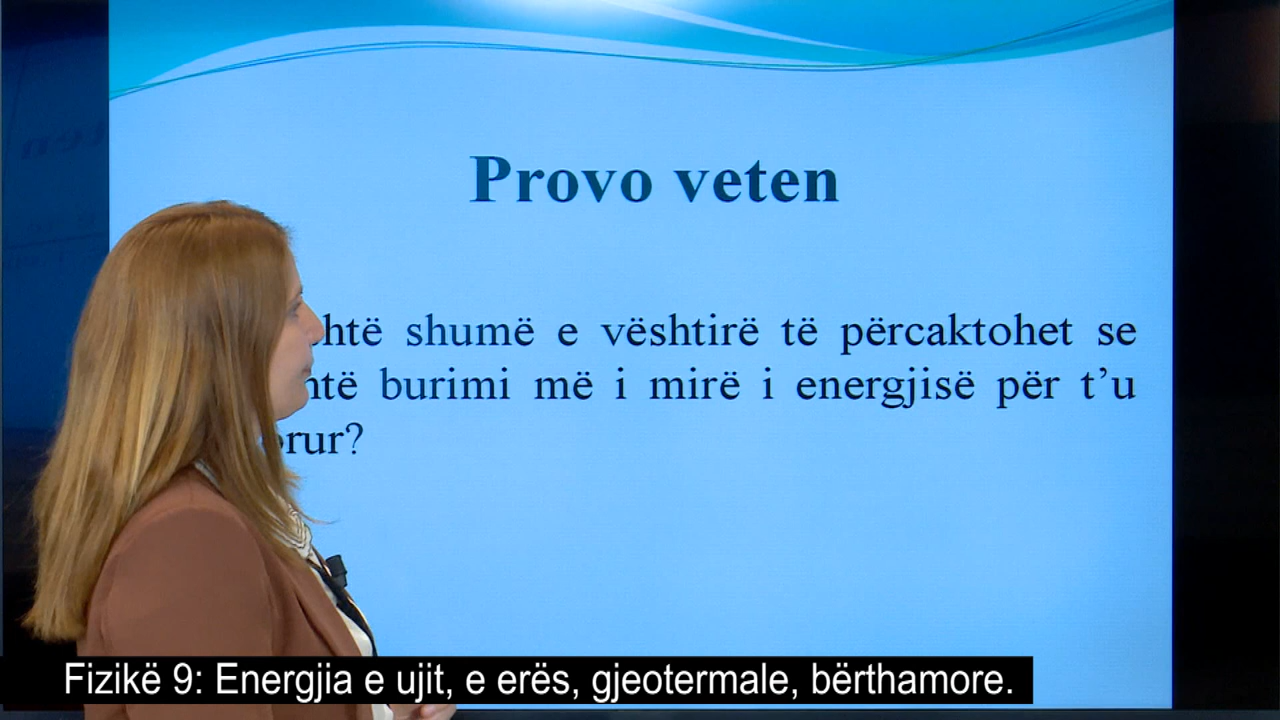 Provo veten
shumë e vështirë të përcaktohet se
burimi më i mirë i energjisë për t’u
Fizikë 9: Energjia e ujit, e erës, gjeotermale, bërthamore.